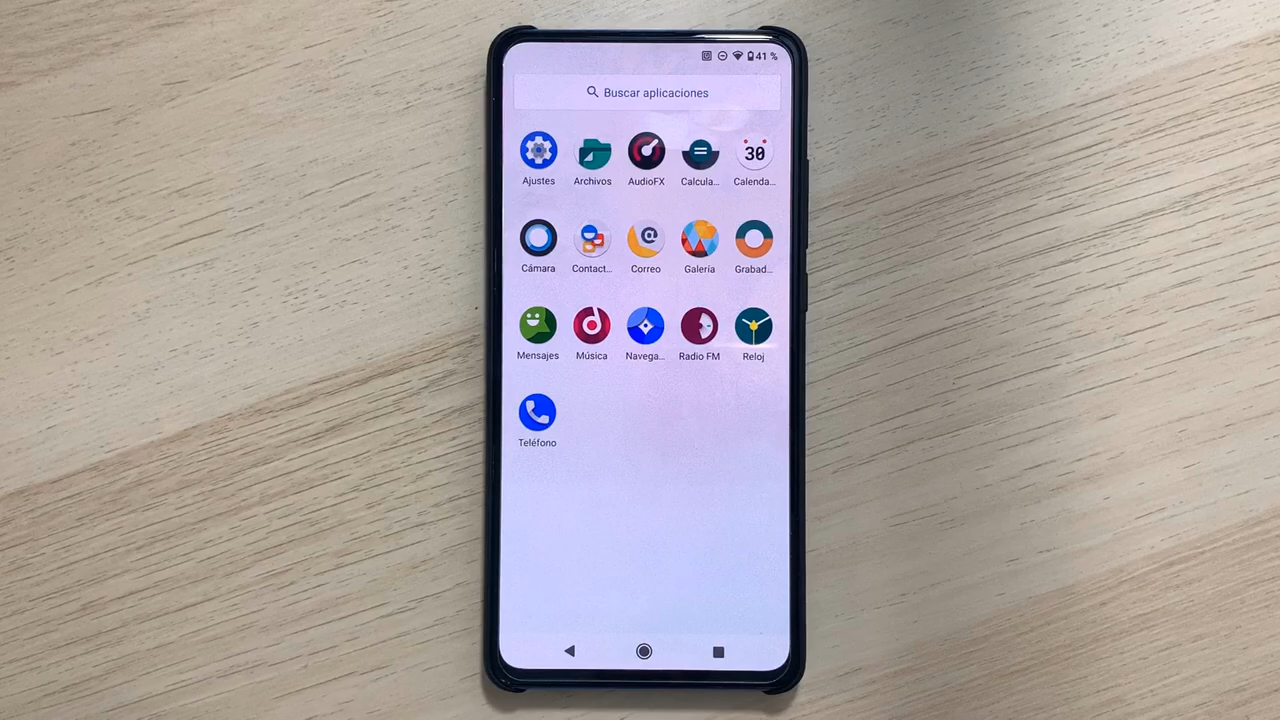 41 %
Buscar aplicaciones
Ajustes Archivos AudioFX Calcula... Calenda...
30
Cámara Contact... Correo Galería Grabad...
@
Mensajes Música Navega... Radio FM Reloj
Teléfono